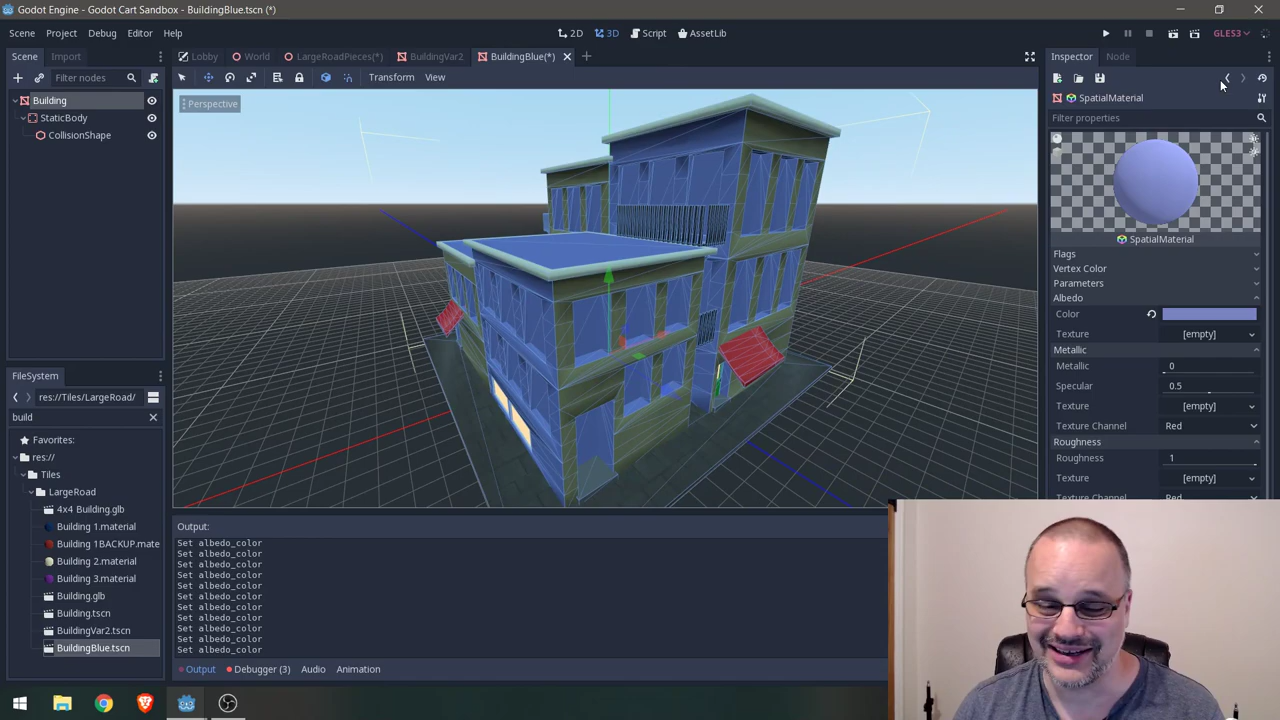 Godot Engine - Godot Cart Sandbox - BuildingBlue.tscn (*)
Scene Project Debug Editor Help
2D 3D Script AssetLib
GLES3
Scene Import
Lobby World LargeRoadPieces(*) BuildingVar2 BuildingBlue(*)
Inspector Node
Filter nodes
Transform View
Building
StaticBody
CollisionShape
Perspective
SpatialMaterial
Filter properties
SpatialMaterial
Flags
Vertex Color
Parameters
Albedo
Color
Texture [empty]
Metallic
Metallic 0
Specular 0.5
Texture [empty]
Texture Channel Red
Roughness
Roughness 1
Texture [empty]
Texture Channel Red
FileSystem
res://Tiles/LargeRoad/
build
Favorites:
res://
Tiles
LargeRoad
4x4 Building.glb
Building 1.material
Building 1BACKUP.mate
Building 2.material
Building 3.material
Building.glb
Building.tscn
BuildingVar2.tscn
BuildingBlue.tscn
Output:
Set albedo_color
Set albedo_color
Set albedo_color
Set albedo_color
Set albedo_color
Set albedo_color
Set albedo_color
Set albedo_color
Set albedo_color
Set albedo_color
Set albedo_color
Output Debugger (3) Audio Animation